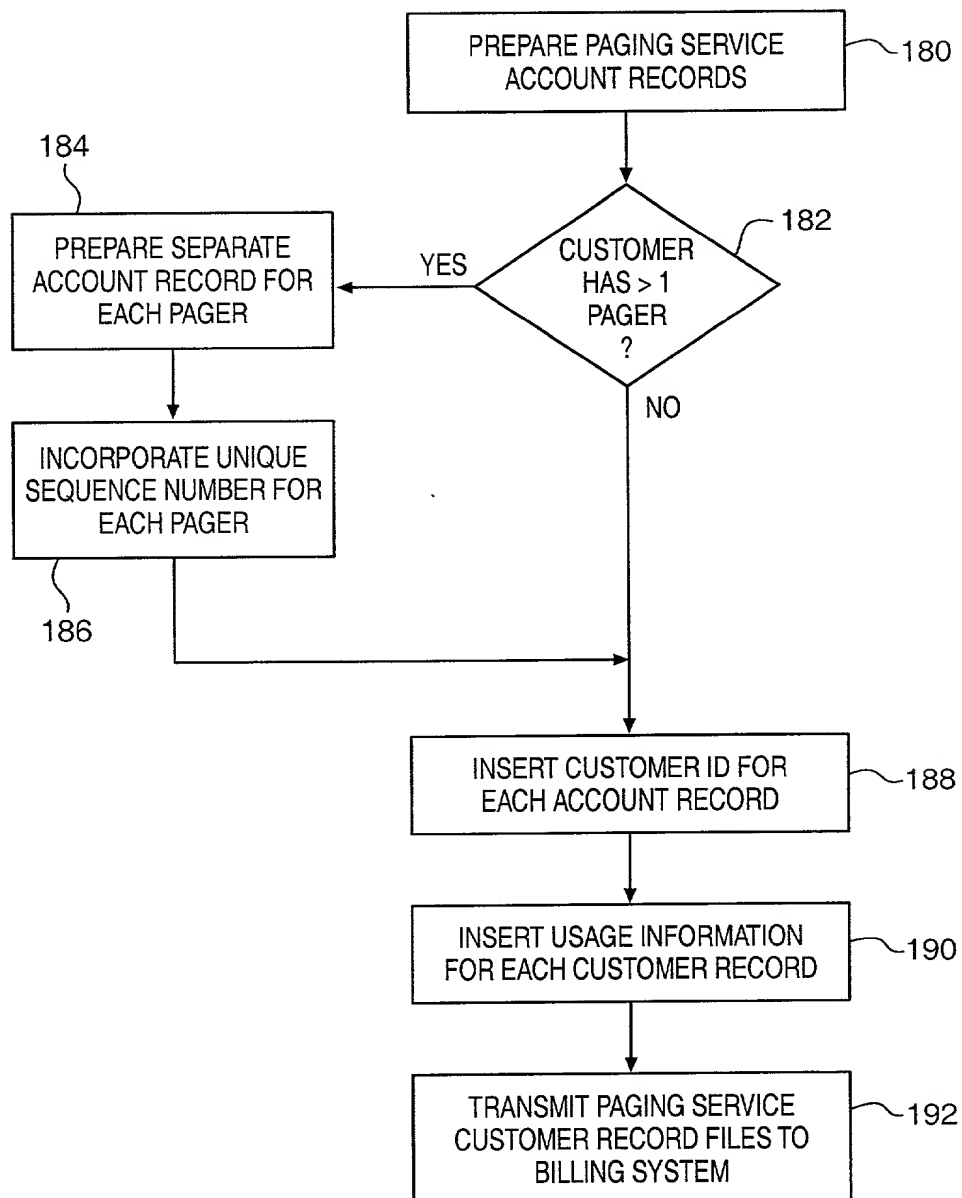 PREPARE PAGING SERVICE
ACCOUNT RECORDS
180
184
182
PREPARE SEPARATE
ACCOUNT RECORD FOR
EACH PAGER
YES
CUSTOMER
HAS > 1
PAGER
?
NO
INCORPORATE UNIQUE
SEQUENCE NUMBER FOR
EACH PAGER
186
INSERT CUSTOMER ID FOR
EACH ACCOUNT RECORD
188
INSERT USAGE INFORMATION
FOR EACH CUSTOMER RECORD
190
TRANSMIT PAGING SERVICE
CUSTOMER RECORD FILES TO
BILLING SYSTEM
192